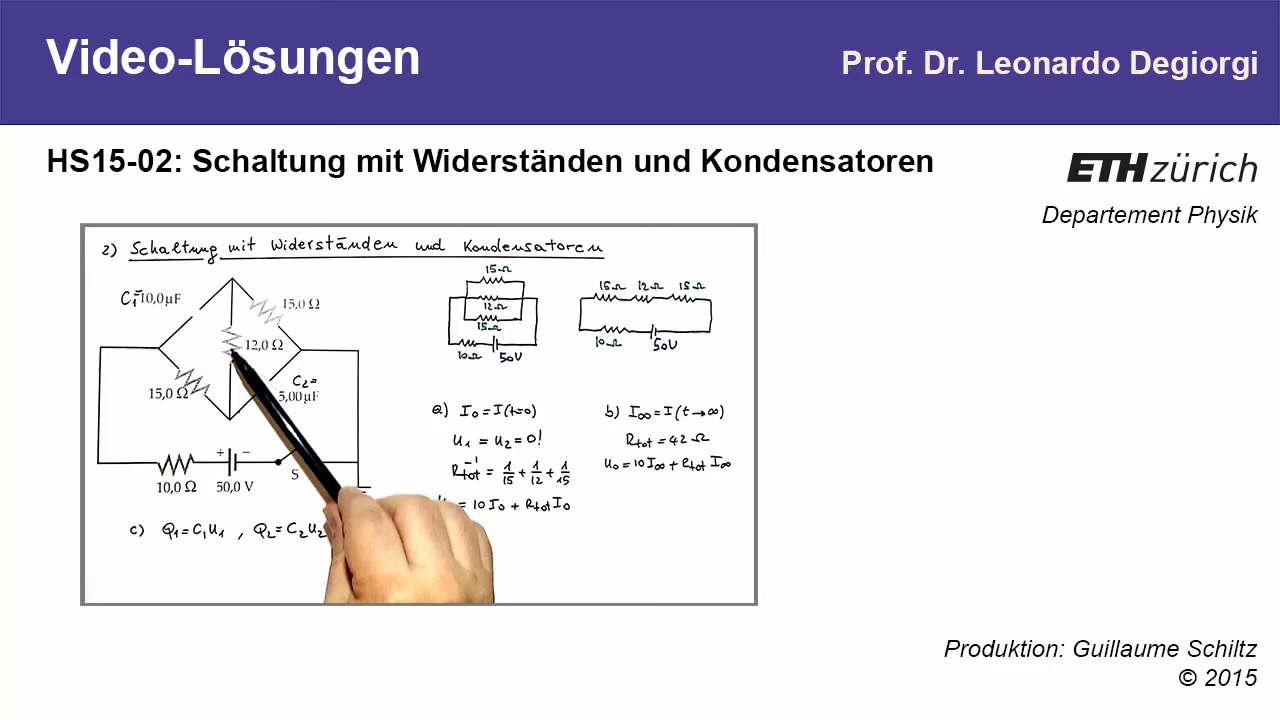 Video-Lösungen
Prof. Dr. Leonardo Degiorgi
HS15-02: Schaltung mit Widerständen und Kondensatoren
ETH zürich
Departement Physik
2) Schaltung mit Widerständen und Kondensatoren
C₁=10,0 µF
15,0 Ω
12,0 Ω
15,0 Ω
C₂=
5,00 µF
+ −
10,0 Ω 50,0 V
S
15Ω
12Ω
15Ω
10Ω 50V
15Ω 12Ω 15Ω
10Ω 50V
a) I₀ = I(t=0)
U₁ = U₂ = 0!
Rtot⁻¹ = 1/15 + 1/12 + 1/15
= 10 I₀ + Rtot I₀
b) I∞ = I(t→∞)
Rtot = 42 Ω
U₀ = 10 I∞ + Rtot I∞
c) Q₁ = C₁U₁ , Q₂ = C₂U₂
Produktion: Guillaume Schiltz
© 2015